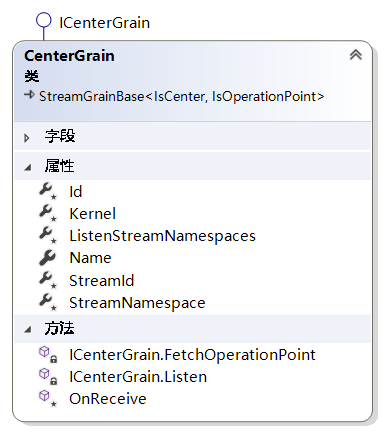 ICenterGrain
CenterGrain
类
StreamGrainBase<IsCenter, IsOperationPoint>
字段
属性
Id
Kernel
ListenStreamNamespaces
Name
StreamId
StreamNamespace
方法
ICenterGrain.FetchOperationPoint
ICenterGrain.Listen
OnReceive